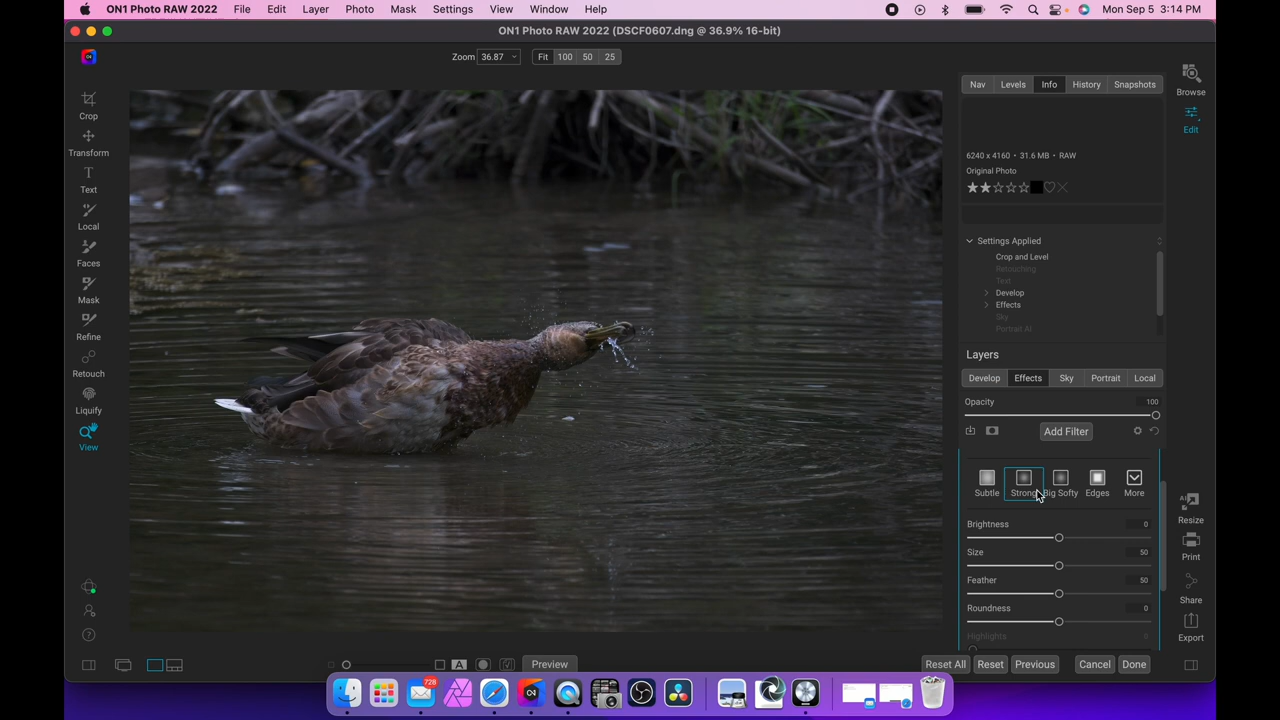 ON1 Photo RAW 2022 File Edit Layer Photo Mask Settings View Window Help Mon Sep 5 3:14 PM
ON1 Photo RAW 2022 (DSCF0607.dng @ 36.9% 16-bit)
Zoom 36.87 Fit 100 50 25
Nav Levels Info History Snapshots
Browse
Edit
Crop
Transform
Text
Local
Faces
Mask
Refine
Retouch
Liquify
View
6240 x 4160 • 31.6 MB • RAW
Original Photo
Settings Applied
Crop and Level
Retouching
Text
Develop
Effects
Sky
Portrait AI
Layers
Develop Effects Sky Portrait Local
Opacity 100
Add Filter
Subtle Strong Big Softy Edges More
Brightness 0
Size 50
Feather 50
Roundness 0
Highlights 0
Resize
Print
Share
Export
A Preview Reset All Reset Previous Cancel Done
728